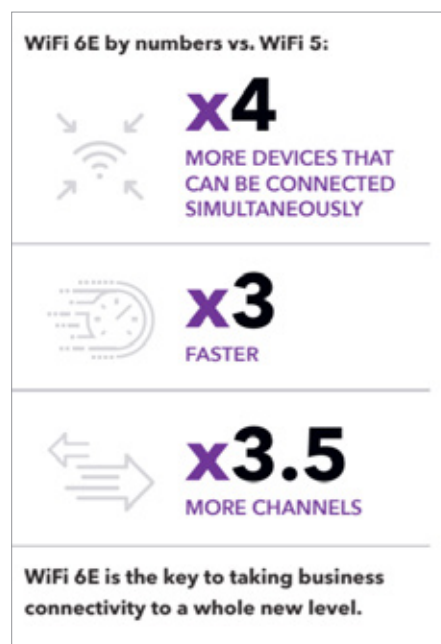 WiFi 6E by numbers vs. WiFi 5:
x4
MORE DEVICES THAT
CAN BE CONNECTED
SIMULTANEOUSLY
x3
FASTER
x3.5
MORE CHANNELS
WiFi 6E is the key to taking business
connectivity to a whole new level.